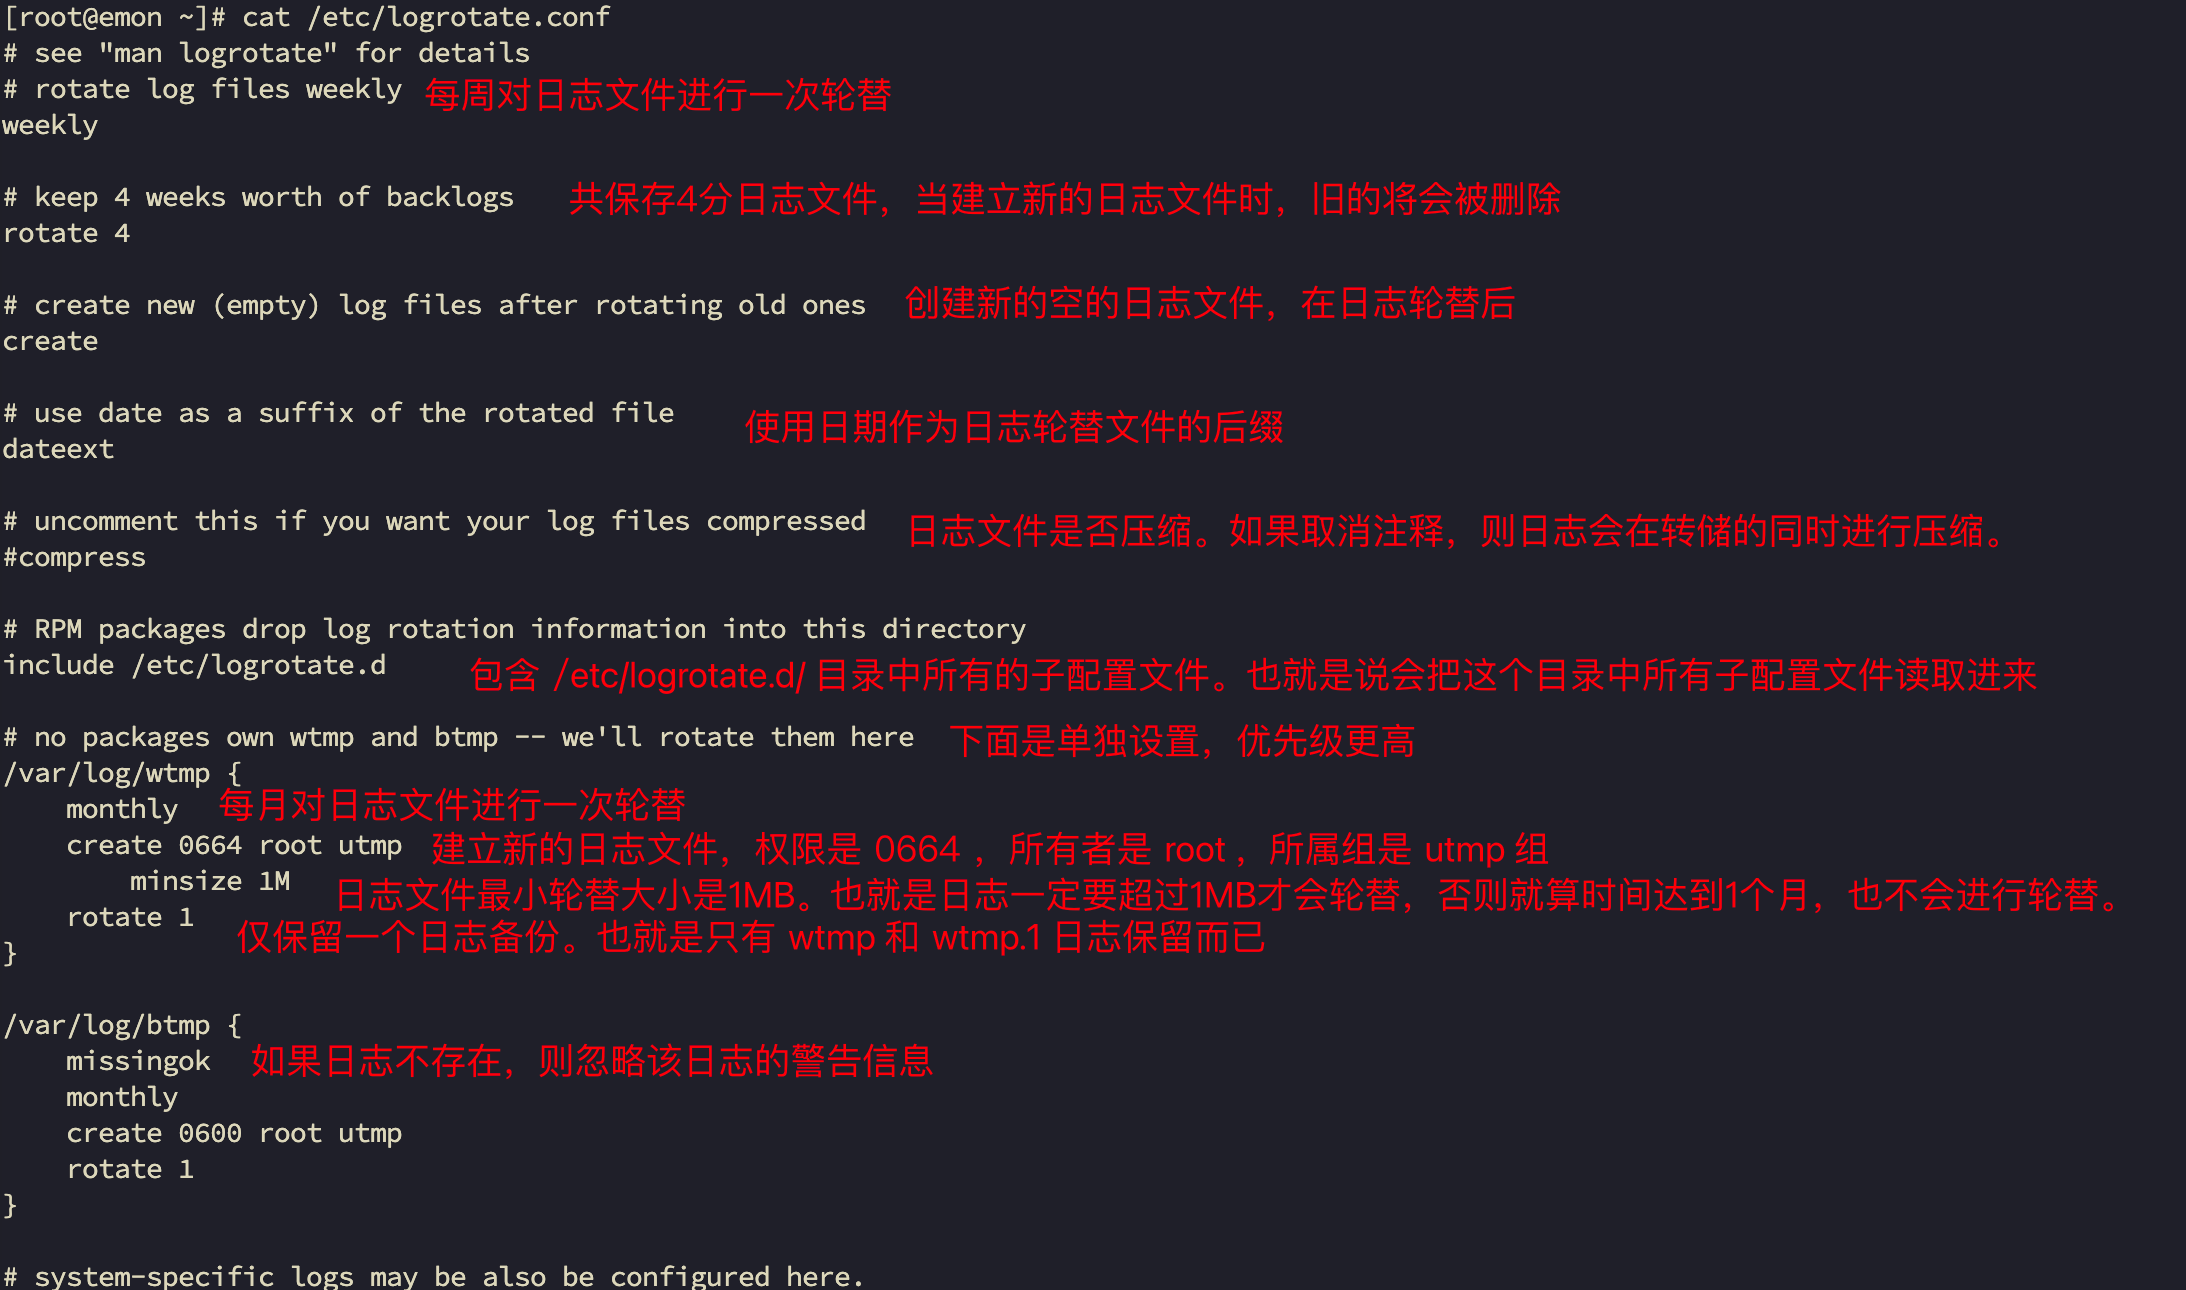 [root@emon ~]# cat /etc/logrotate.conf
# see "man logrotate" for details
# rotate log files weekly 每周对日志文件进行一次轮替
weekly
# keep 4 weeks worth of backlogs 共保存4分日志文件，当建立新的日志文件时，旧的将会被删除
rotate 4
# create new (empty) log files after rotating old ones 创建新的空的日志文件，在日志轮替后
create
# use date as a suffix of the rotated file 使用日期作为日志轮替文件的后缀
dateext
# uncomment this if you want your log files compressed 日志文件是否压缩。如果取消注释，则日志会在转储的同时进行压缩。
#compress
# RPM packages drop log rotation information into this directory
include /etc/logrotate.d 包含 /etc/logrotate.d/ 目录中所有的子配置文件。也就是说会把这个目录中所有子配置文件读取进来
# no packages own wtmp and btmp -- we'll rotate them here 下面是单独设置，优先级更高
/var/log/wtmp {
    monthly 每月对日志文件进行一次轮替
    create 0664 root utmp 建立新的日志文件，权限是 0664 ，所有者是 root ，所属组是 utmp 组
        minsize 1M 日志文件最小轮替大小是1MB。也就是日志一定要超过1MB才会轮替，否则就算时间达到1个月，也不会进行轮替。
    rotate 1 仅保留一个日志备份。也就是只有 wtmp 和 wtmp.1 日志保留而已
}
/var/log/btmp {
    missingok 如果日志不存在，则忽略该日志的警告信息
    monthly
    create 0600 root utmp
    rotate 1
}
# system-specific logs may be also be configured here.